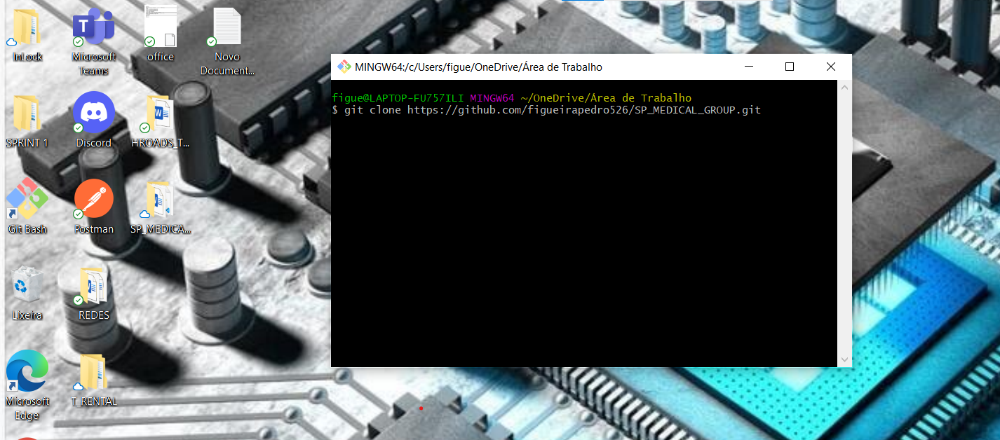 InLock
Microsoft
Teams
office
Novo
Document...
SPRINT 1
Discord
HROADS_T...
Git Bash
Postman
SP_MEDICA...
Lixeira
REDES
Microsoft
Edge
T_RENTAL
MINGW64:/c/Users/figue/OneDrive/Área de Trabalho
figue@LAPTOP-FU757ILI MINGW64 ~/OneDrive/Área de Trabalho
$ git clone https://github.com/figueirapedro526/SP_MEDICAL_GROUP.git